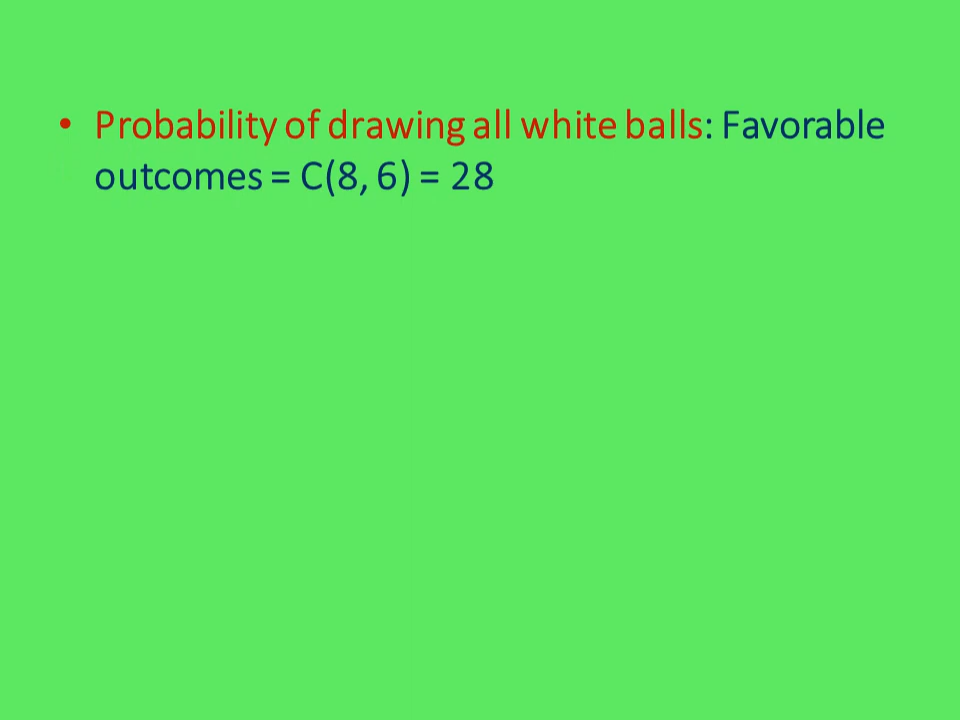 • Probability of drawing all white balls: Favorable
outcomes = C(8, 6) = 28